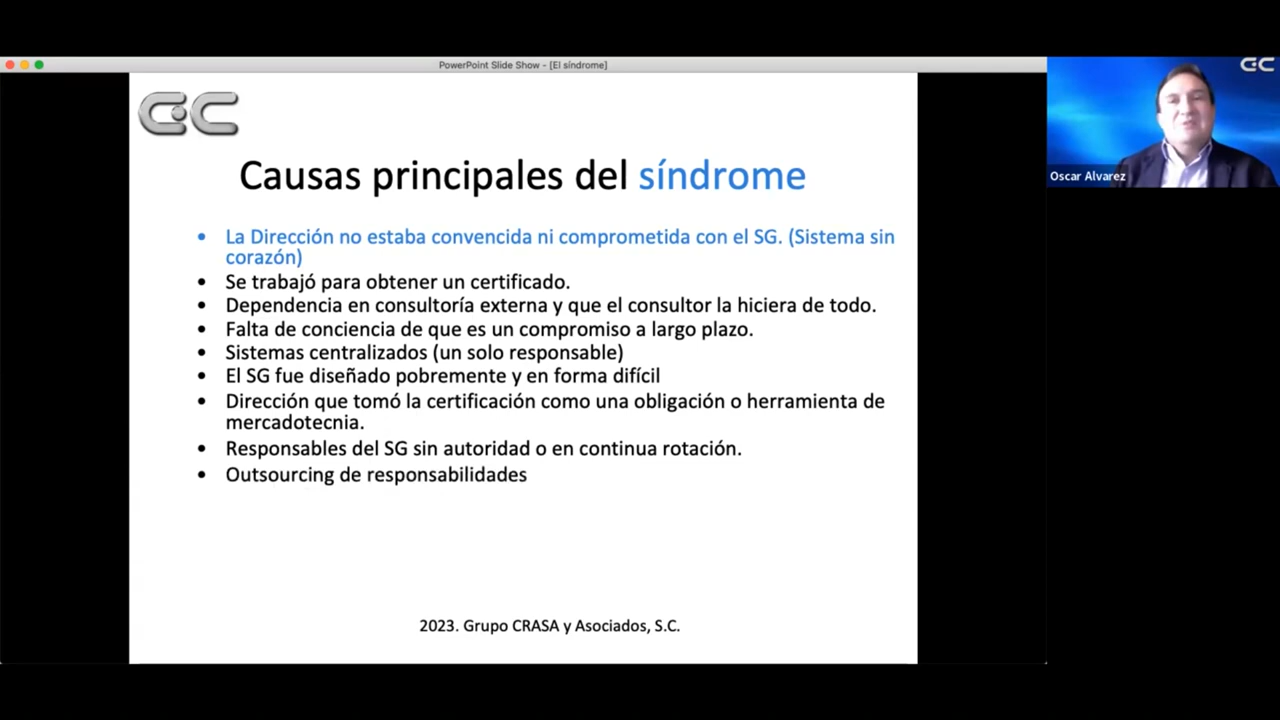 PowerPoint Slide Show - [El síndrome]
GC
GC
Causas principales del síndrome
Oscar Alvarez
• La Dirección no estaba convencida ni comprometida con el SG. (Sistema sin
corazón)
• Se trabajó para obtener un certificado.
• Dependencia en consultoría externa y que el consultor la hiciera de todo.
• Falta de conciencia de que es un compromiso a largo plazo.
• Sistemas centralizados (un solo responsable)
• El SG fue diseñado pobremente y en forma difícil
• Dirección que tomó la certificación como una obligación o herramienta de
mercadotecnia.
• Responsables del SG sin autoridad o en continua rotación.
• Outsourcing de responsabilidades
2023. Grupo CRASA y Asociados, S.C.